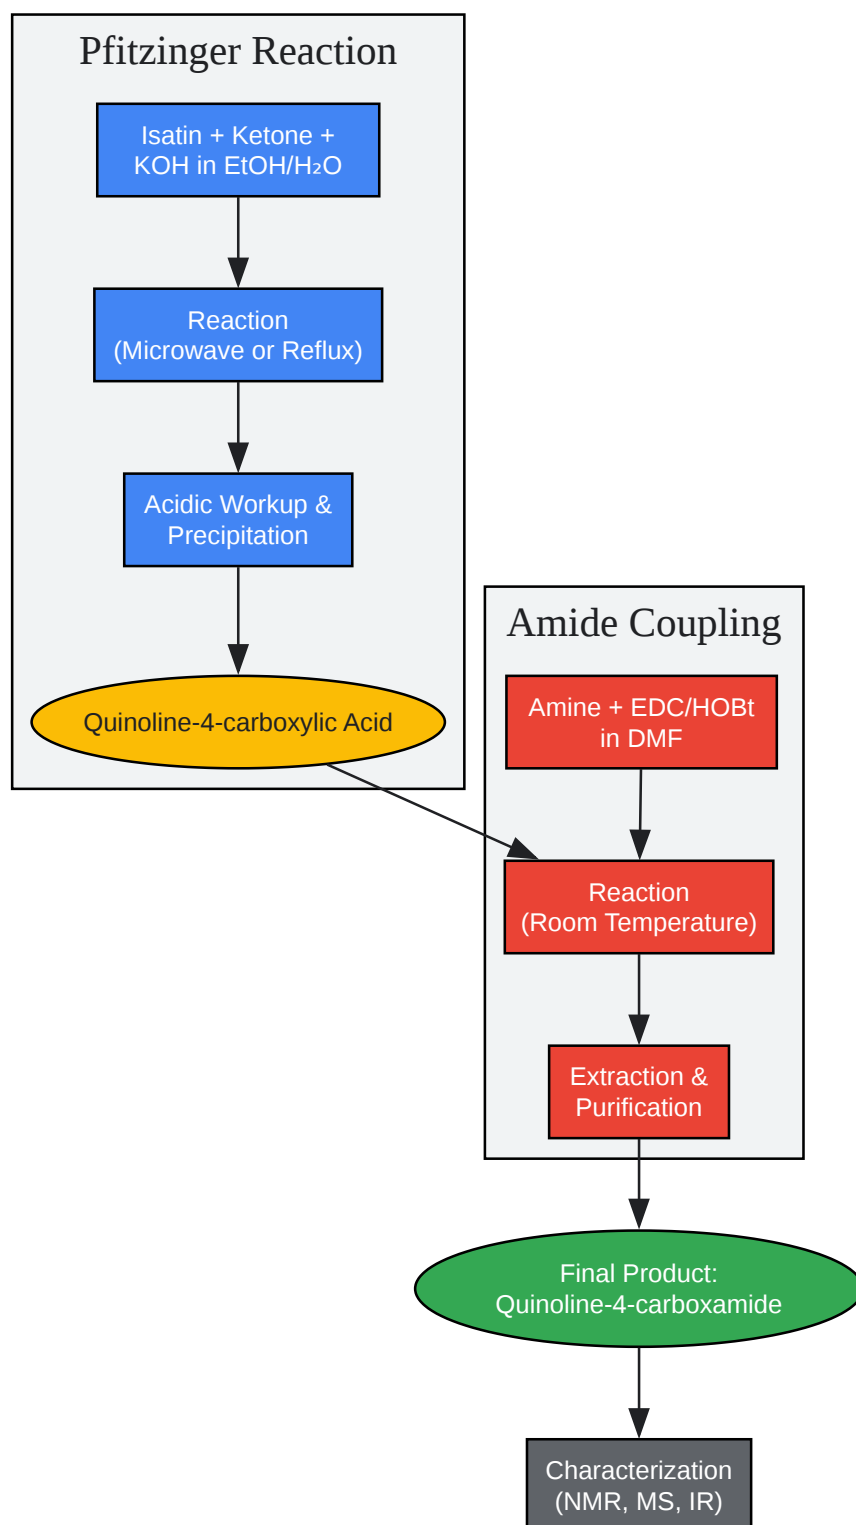 Pfitzinger Reaction
Isatin + Ketone +
KOH in EtOH/H₂O
Reaction
(Microwave or Reflux)
Acidic Workup &
Precipitation
Quinoline-4-carboxylic Acid
Amide Coupling
Amine + EDC/HOBt
in DMF
Reaction
(Room Temperature)
Extraction &
Purification
Final Product:
Quinoline-4-carboxamide
Characterization
(NMR, MS, IR)